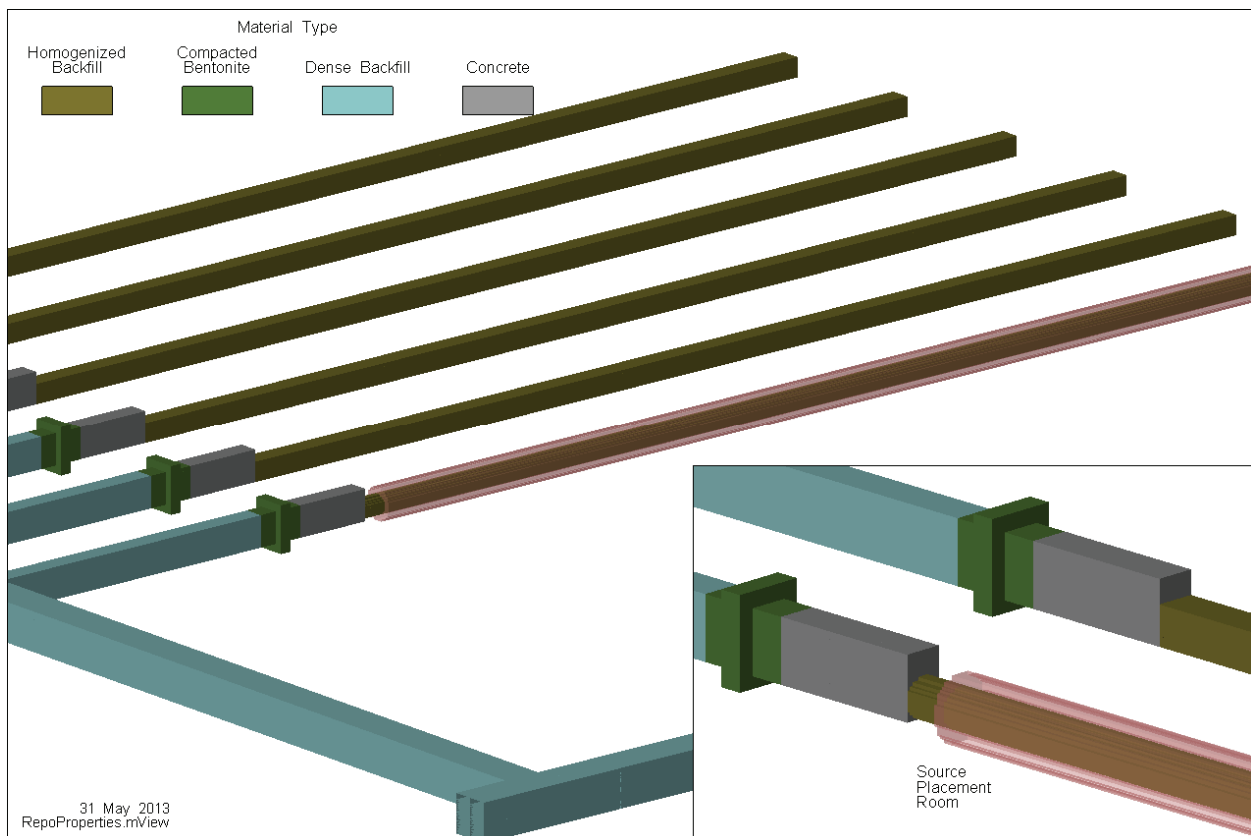 Material Type
Homogenized
Backfill
Compacted
Bentonite
Dense Backfill
Concrete
Source
Placement
Room
31 May 2013
RepoProperties.mView